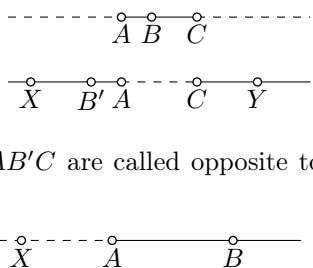 A B C
X B′ A C Y
AB′C are called opposite to
X A B